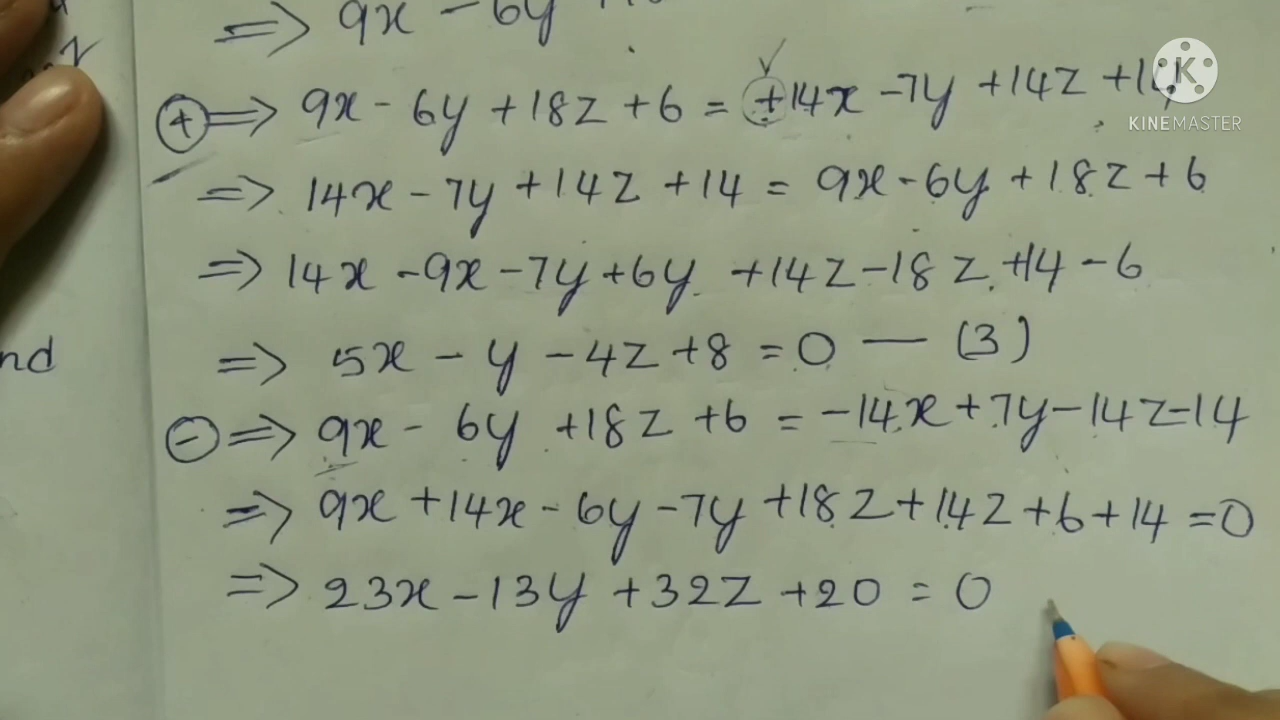 => 9x - 6y
(+) => 9x - 6y + 18z + 6 = +14x - 7y + 14z + 14
=> 14x - 7y + 14z + 14 = 9x - 6y + 18z + 6
=> 14x - 9x - 7y + 6y + 14z - 18z + 14 - 6
=> 5x - y - 4z + 8 = 0 — (3)
nd
(-) => 9x - 6y + 18z + 6 = -14x + 7y - 14z - 14
=> 9x + 14x - 6y - 7y + 18z + 14z + 6 + 14 = 0
=> 23x - 13y + 32z + 20 = 0
K
KINEMASTER